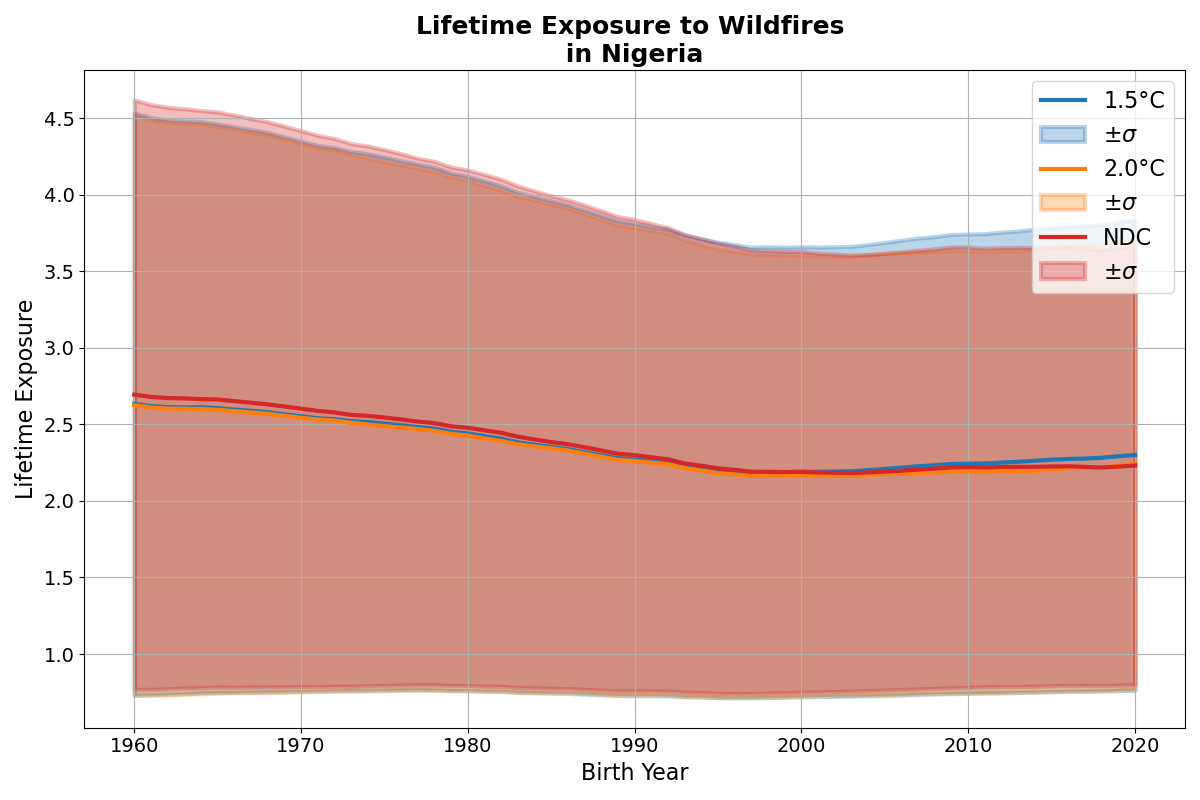 Lifetime Exposure to Wildfires
in Nigeria
Lifetime Exposure
4.5
4.0
3.5
3.0
2.5
2.0
1.5
1.0
1960
1970
1980
1990
2000
2010
2020
Birth Year
1.5°C
±σ
2.0°C
±σ
NDC
±σ